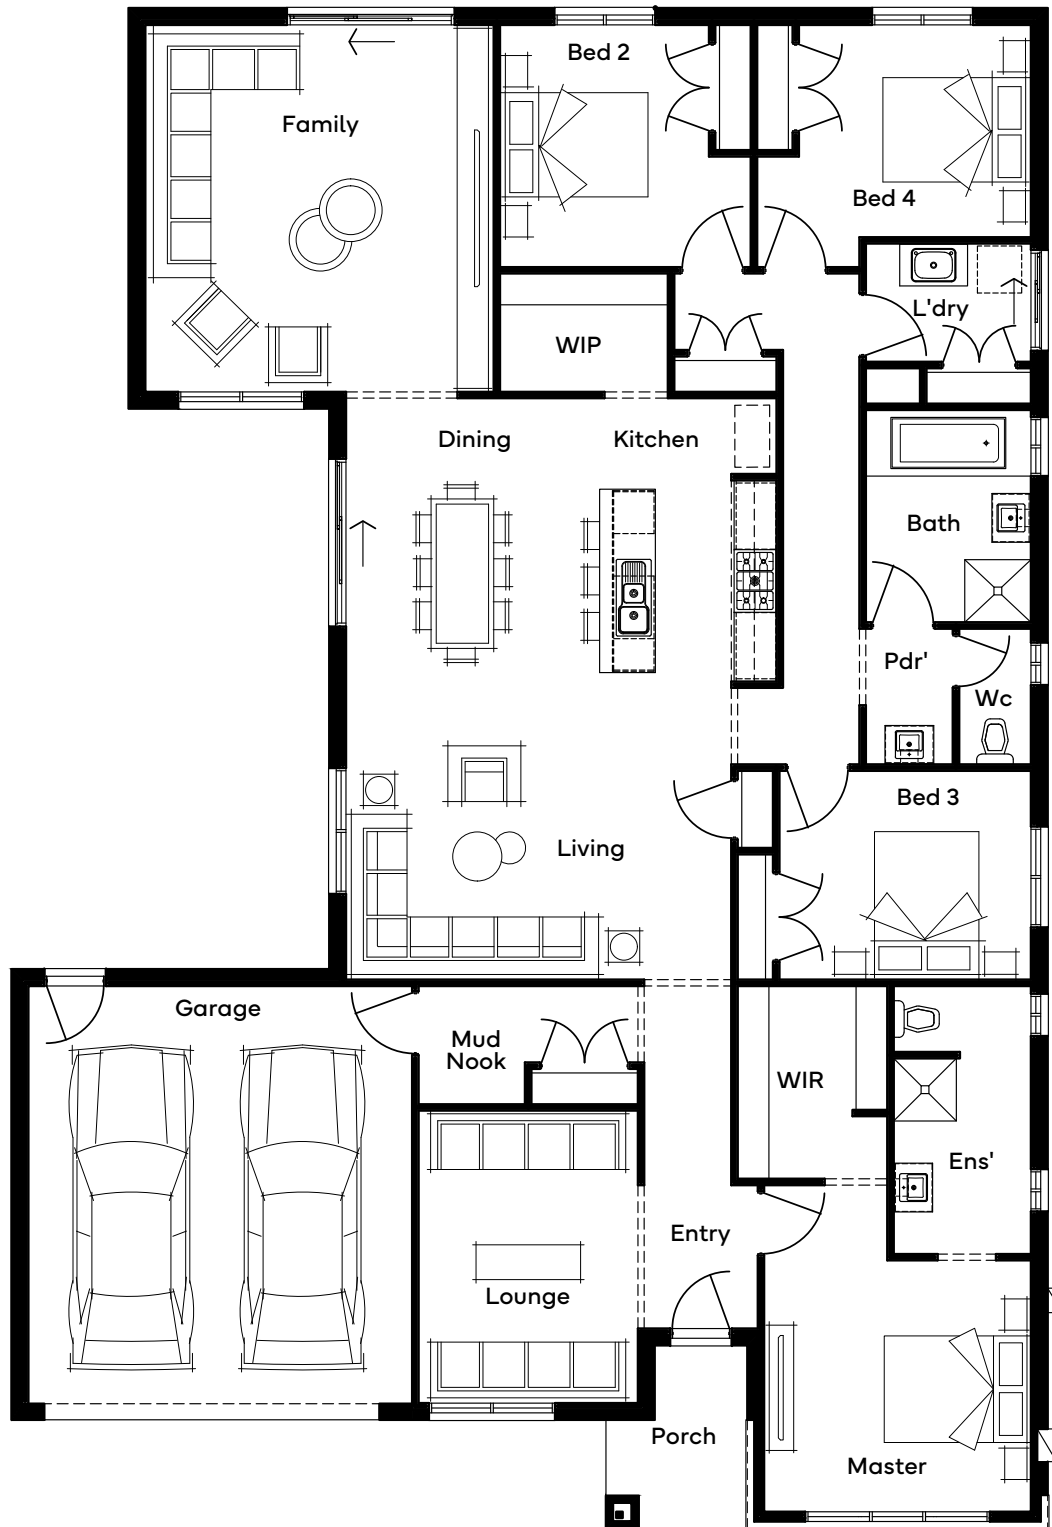 Bed 2
Family
Bed 4
L'dry
WIP
Dining
Kitchen
Bath
Pdr'
Wc
Bed 3
Living
Garage
Mud
Nook
WIR
Ens'
Entry
Lounge
Porch
Master